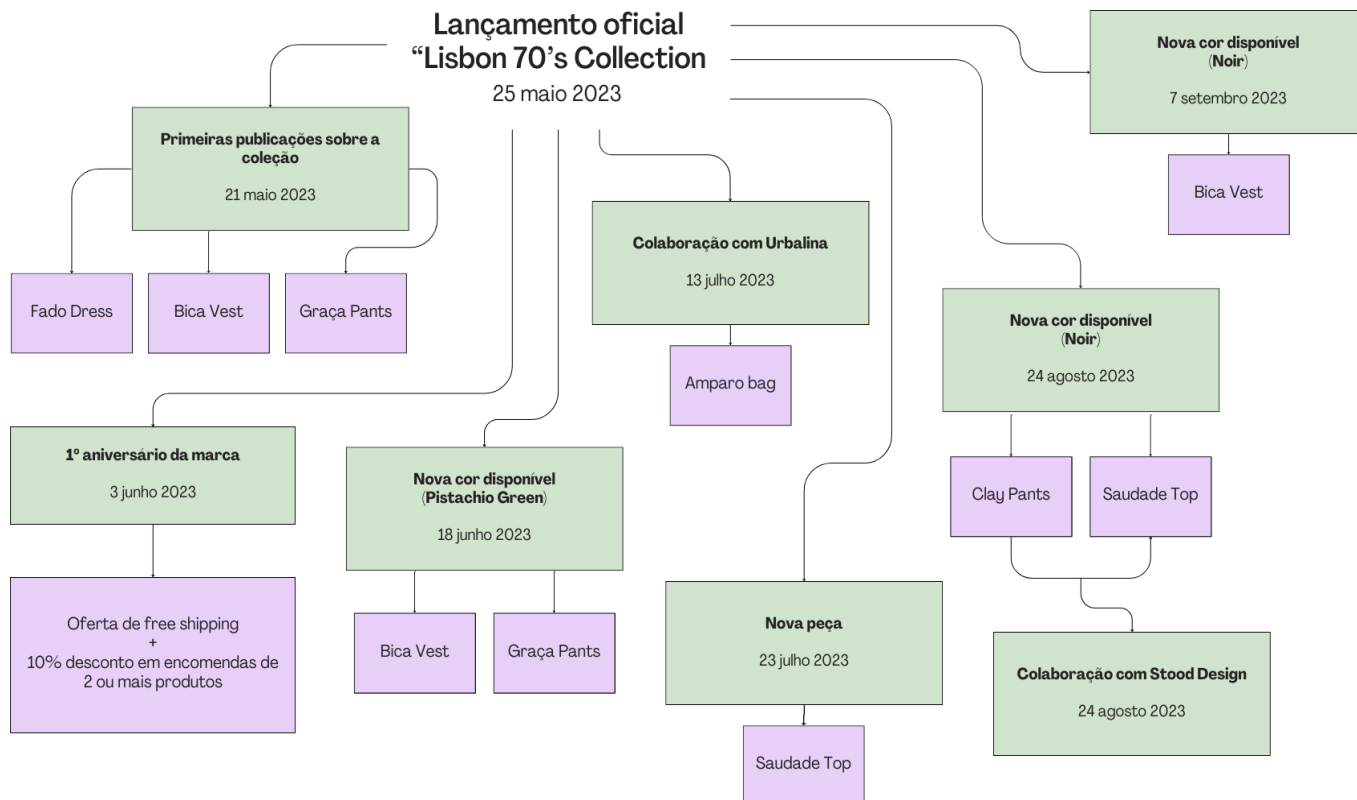 Lançamento oficial
“Lisbon 70’s Collection
25 maio 2023
Primeiras publicações sobre a
coleção
21 maio 2023
Fado Dress
Bica Vest
Graça Pants
1º aniversário da marca
3 junho 2023
Oferta de free shipping
+
10% desconto em encomendas de
2 ou mais produtos
Nova cor disponível
(Pistachio Green)
18 junho 2023
Bica Vest
Graça Pants
Colaboração com Urbalina
13 julho 2023
Amparo bag
Nova peça
23 julho 2023
Saudade Top
Nova cor disponível
(Noir)
24 agosto 2023
Clay Pants
Saudade Top
Colaboração com Stood Design
24 agosto 2023
Nova cor disponível
(Noir)
7 setembro 2023
Bica Vest